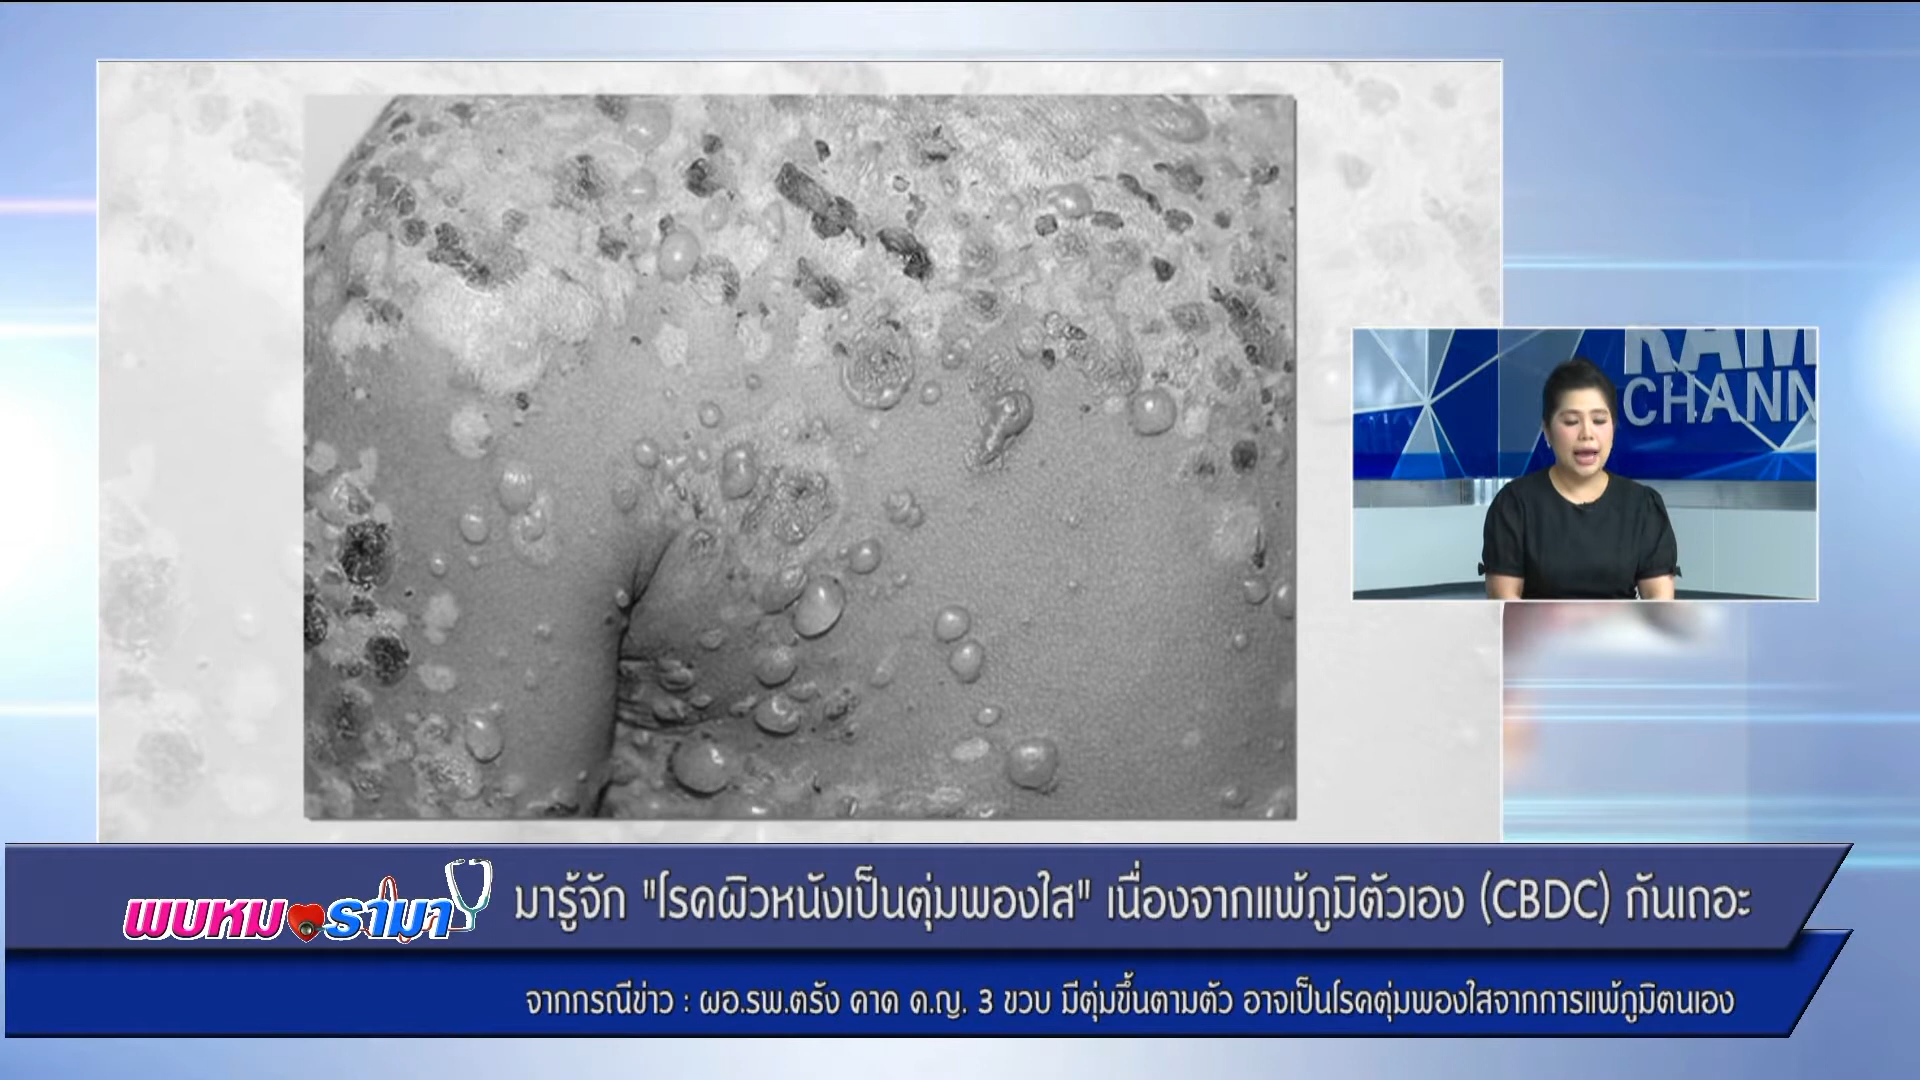 RAM
CHANN
พบหมอรามา
มารู้จัก "โรคผิวหนังเป็นตุ่มพองใส" เนื่องจากแพ้ภูมิตัวเอง (CBDC) กันเถอะ
จากกรณีข่าว : ผอ.รพ.ตรัง คาด ด.ญ. 3 ขวบ มีตุ่มขึ้นตามตัว อาจเป็นโรคตุ่มพองใสจากการแพ้ภูมิตนเอง